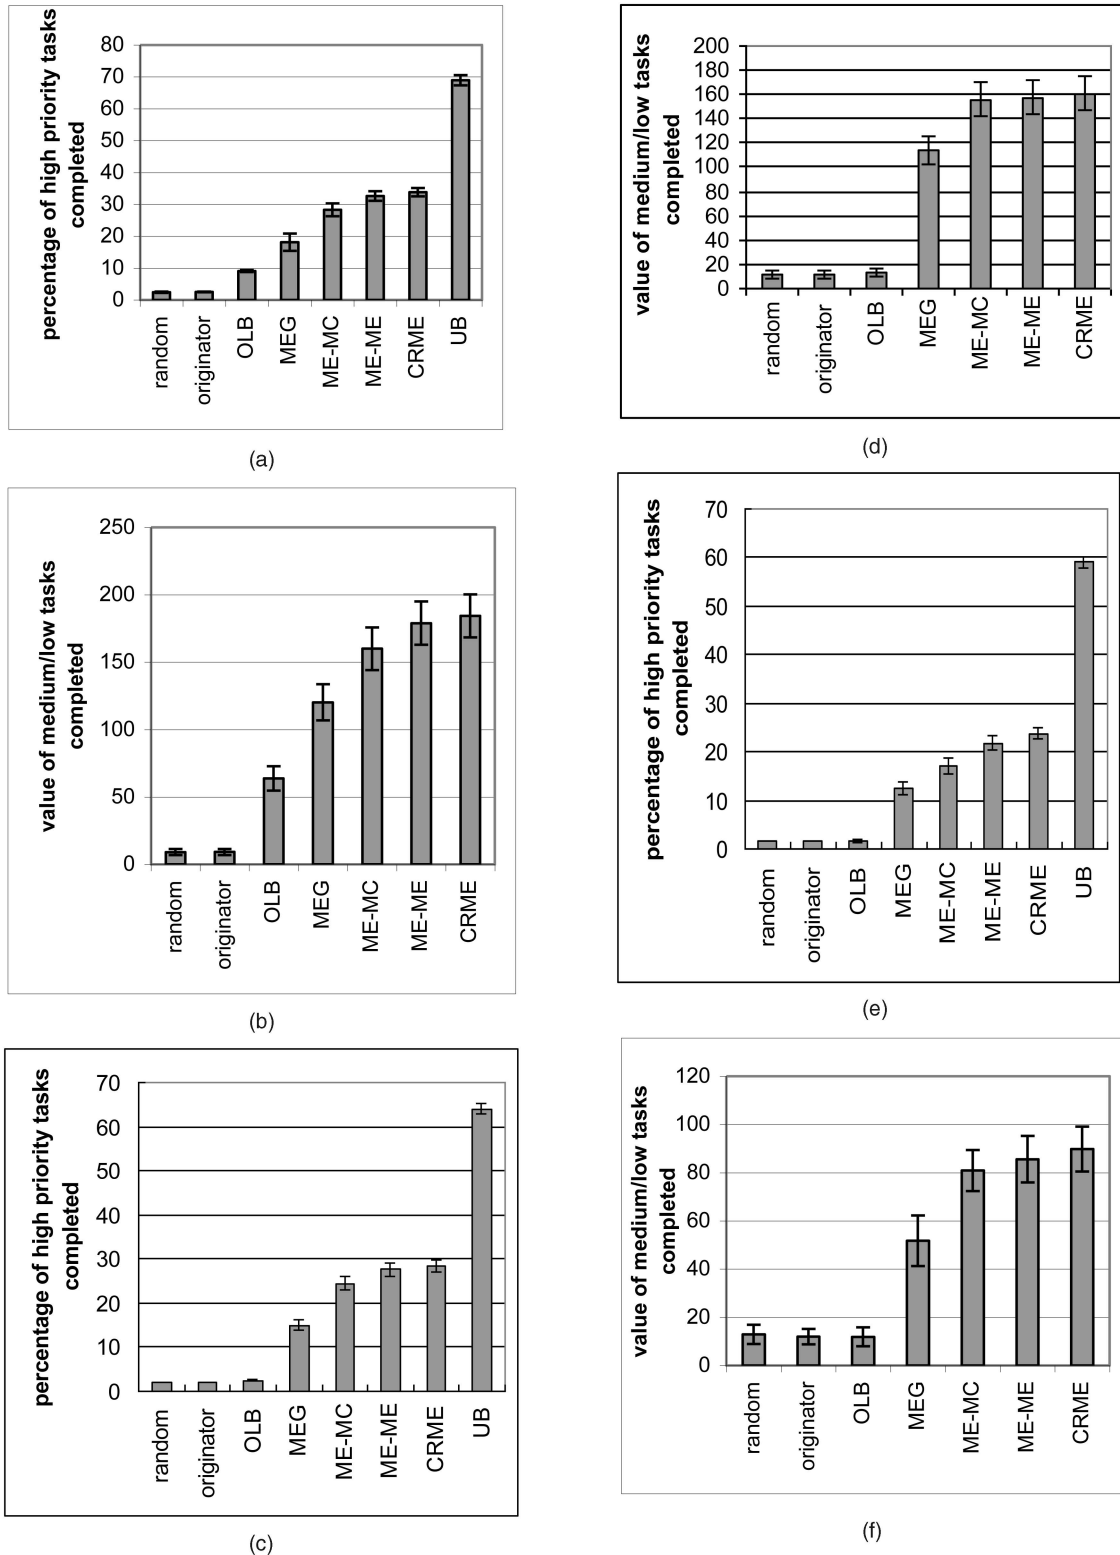 percentage of high priority tasks
completed
80
70
60
50
40
30
20
10
0
random
originator
OLB
MEG
ME-MC
ME-ME
CRME
UB
(a)
value of medium/low tasks
completed
250
200
150
100
50
0
random
originator
OLB
MEG
ME-MC
ME-ME
CRME
(b)
percentage of high priority tasks
completed
70
60
50
40
30
20
10
0
random
originator
OLB
MEG
ME-MC
ME-ME
CRME
UB
(c)
value of medium/low tasks
completed
200
180
160
140
120
100
80
60
40
20
0
random
originator
OLB
MEG
ME-MC
ME-ME
CRME
(d)
percentage of high priority tasks
completed
70
60
50
40
30
20
10
0
random
originator
OLB
MEG
ME-MC
ME-ME
CRME
UB
(e)
value of medium/low tasks
completed
120
100
80
60
40
20
0
random
originator
OLB
MEG
ME-MC
ME-ME
CRME
(f)